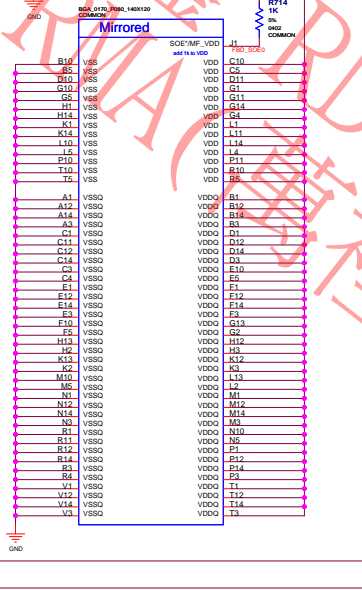 R714
1K
5%
0402
COMMON
GND
BGA_0170_P080_140X120
COMMON
Mirrored
SOE*/MF_VDD J1
add 1k to VDD FBD_SOE0
B10 VSS VDD C10
B5 VSS VDD C5
D10 VSS VDD D11
G10 VSS VDD G1
G5 VSS VDD G11
H1 VSS VDD G14
H14 VSS VDD G4
K1 VSS VDD L1
K14 VSS VDD L11
L10 VSS VDD L14
L5 VSS VDD L4
P10 VSS VDD P11
T10 VSS VDD R10
T5 VSS VDD R5
A1 VSSQ VDDQ B1
A12 VSSQ VDDQ B12
A14 VSSQ VDDQ B14
A3 VSSQ VDDQ B3
C1 VSSQ VDDQ D1
C11 VSSQ VDDQ D12
C12 VSSQ VDDQ D14
C14 VSSQ VDDQ D3
C3 VSSQ VDDQ E10
C4 VSSQ VDDQ E5
E1 VSSQ VDDQ F1
E12 VSSQ VDDQ F12
E14 VSSQ VDDQ F14
E3 VSSQ VDDQ F3
F10 VSSQ VDDQ G13
F5 VSSQ VDDQ G2
H13 VSSQ VDDQ H12
H2 VSSQ VDDQ H3
K13 VSSQ VDDQ K12
K2 VSSQ VDDQ K3
M10 VSSQ VDDQ L13
M5 VSSQ VDDQ L2
N1 VSSQ VDDQ M1
N12 VSSQ VDDQ M12
N14 VSSQ VDDQ M14
N3 VSSQ VDDQ M3
R1 VSSQ VDDQ N10
R11 VSSQ VDDQ N5
R12 VSSQ VDDQ P1
R14 VSSQ VDDQ P12
R3 VSSQ VDDQ P14
R4 VSSQ VDDQ P3
V1 VSSQ VDDQ T1
V12 VSSQ VDDQ T12
V14 VSSQ VDDQ T14
V3 VSSQ VDDQ T3
GND
RMA(萬